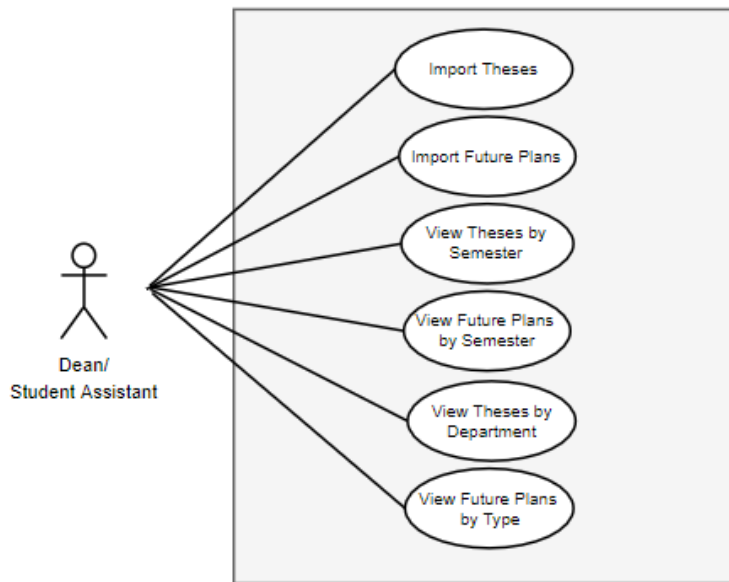 Import Theses
Import Future Plans
View Theses by
Semester
View Future Plans
by Semester
View Theses by
Department
View Future Plans
by Type
Dean/
Student Assistant